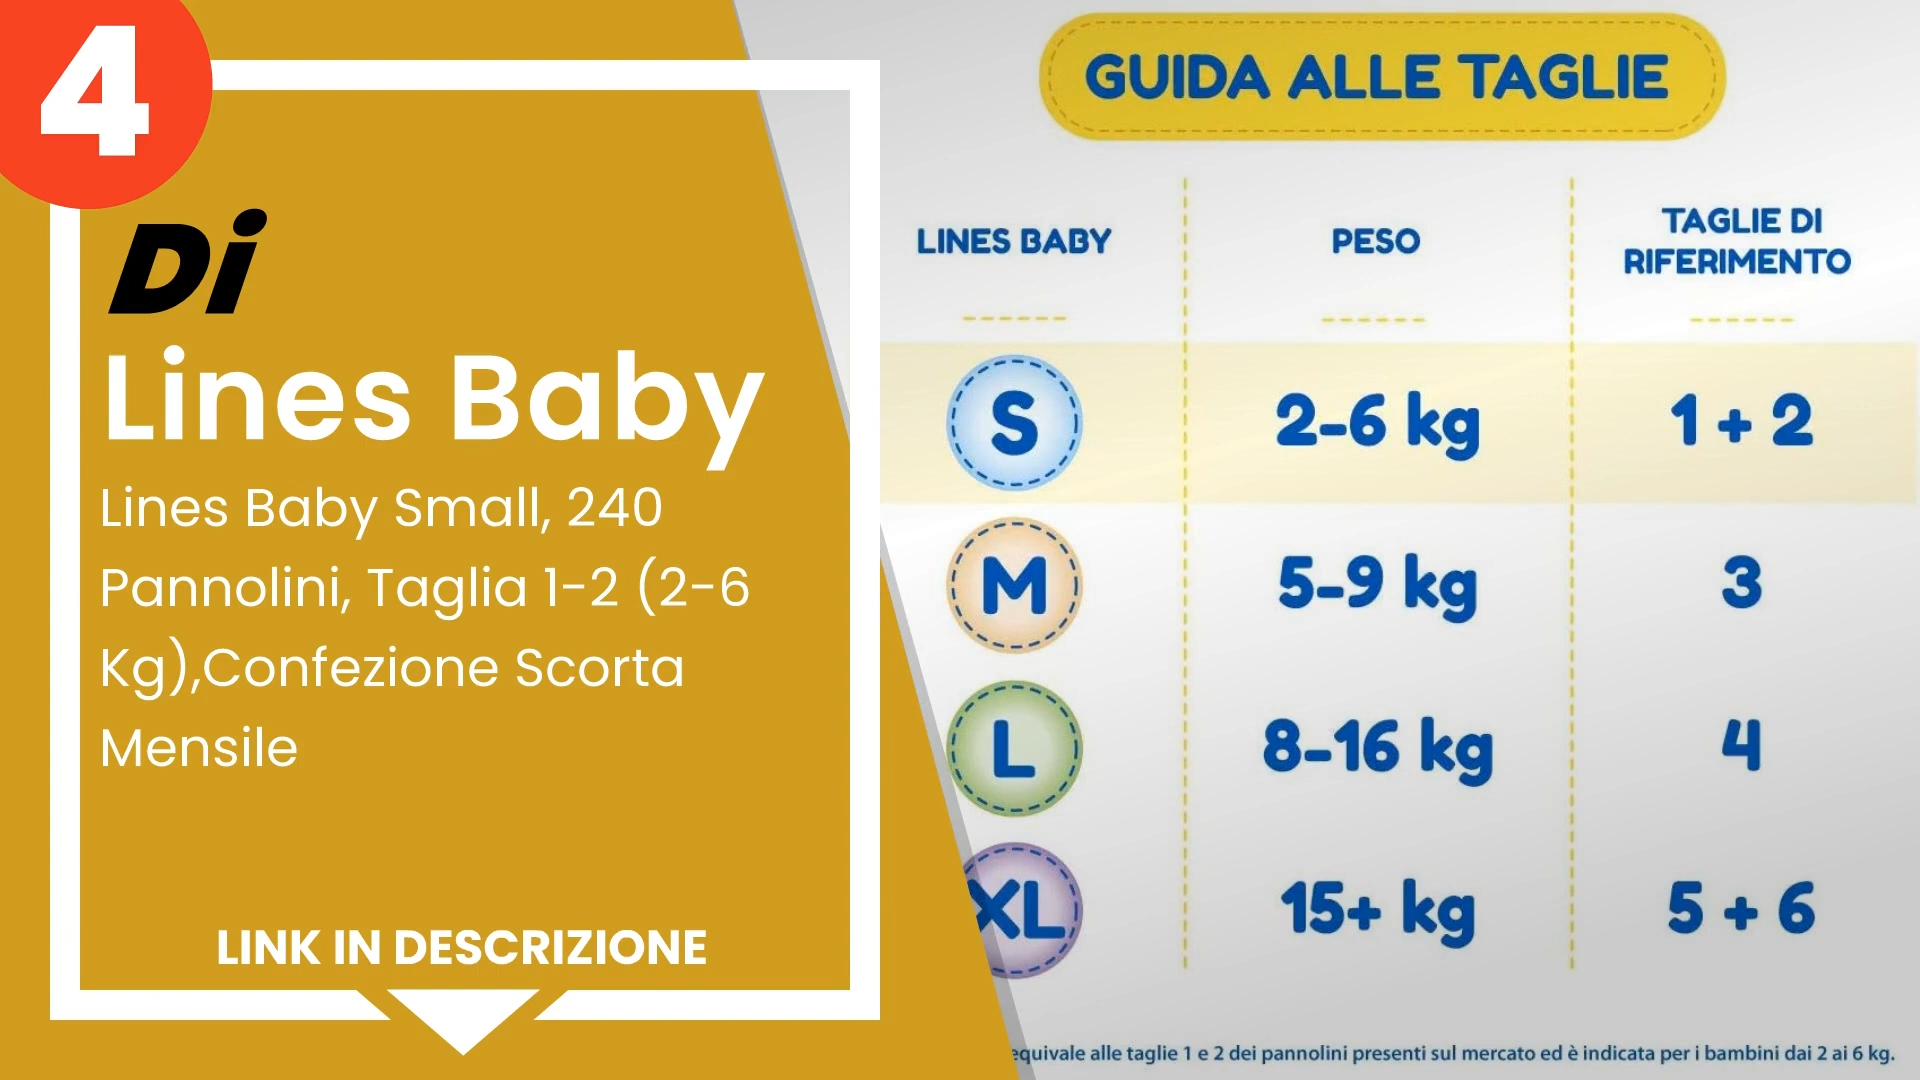 4
Di
Lines Baby
Lines Baby Small, 240
Pannolini, Taglia 1-2 (2-6
Kg),Confezione Scorta
Mensile
LINK IN DESCRIZIONE
GUIDA ALLE TAGLIE
LINES BABY PESO TAGLIE DI
RIFERIMENTO
S 2-6 kg 1 + 2
M 5-9 kg 3
L 8-16 kg 4
XL 15+ kg 5 + 6
equivale alle taglie 1 e 2 dei pannolini presenti sul mercato ed è indicata per i bambini dai 2 ai 6 kg.